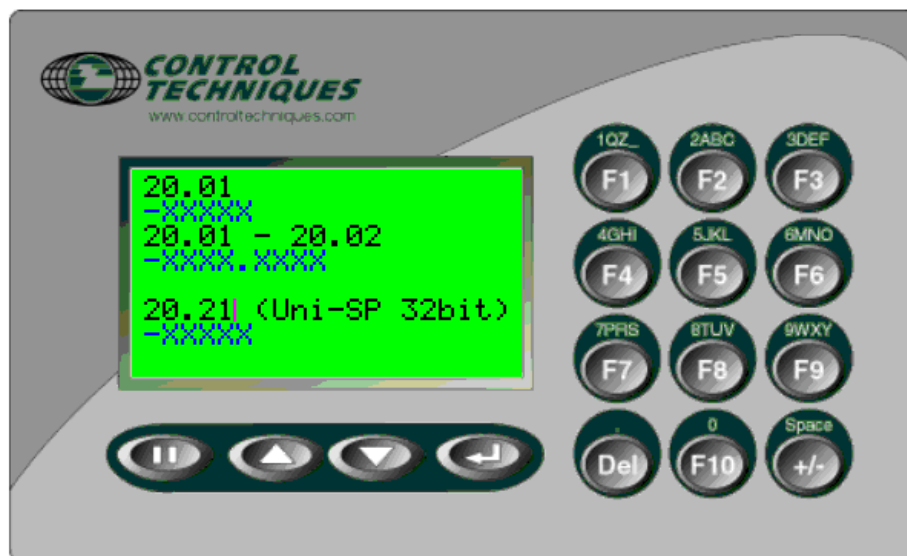 CONTROL
TECHNIQUES
www.controltechniques.com
20.01
-XXXXX
20.01 - 20.02
-XXXX.XXXX
20.21 (Uni-SP 32bit)
-XXXXX
1QZ_ 2ABC 3DEF
F1 F2 F3
4GHI 5JKL 6MNO
F4 F5 F6
7PRS 8TUV 9WXY
F7 F8 F9
. 0 Space
Del F10 +/-